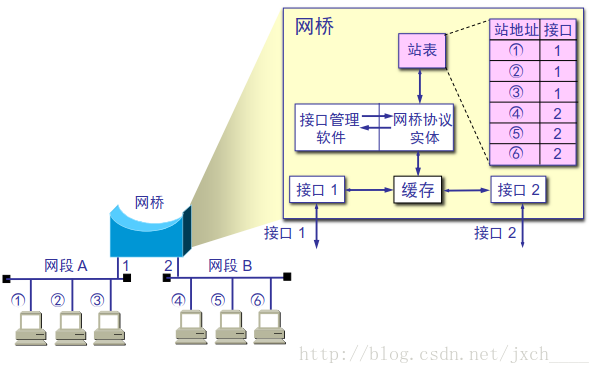 网桥
站地址 接口
① 1
② 1
③ 1
④ 2
⑤ 2
⑥ 2
站表
接口管理
软件
网桥协议
实体
接口 1
缓存
接口 2
接口 1
接口 2
网桥
1
2
网段 A
网段 B
① ② ③
④ ⑤ ⑥
http://blog.csdn.net/jxch____